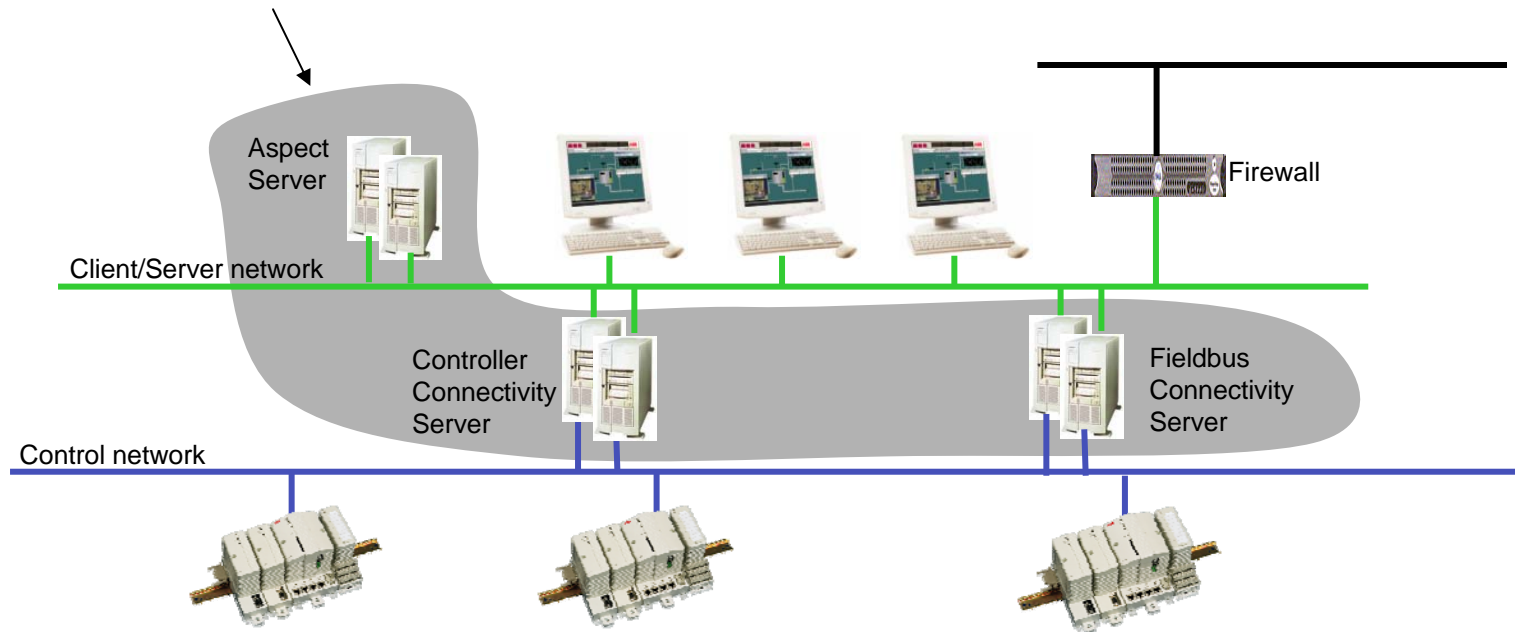 Aspect
Server
Firewall
Client/Server network
Controller
Connectivity
Server
Fieldbus
Connectivity
Server
Control network